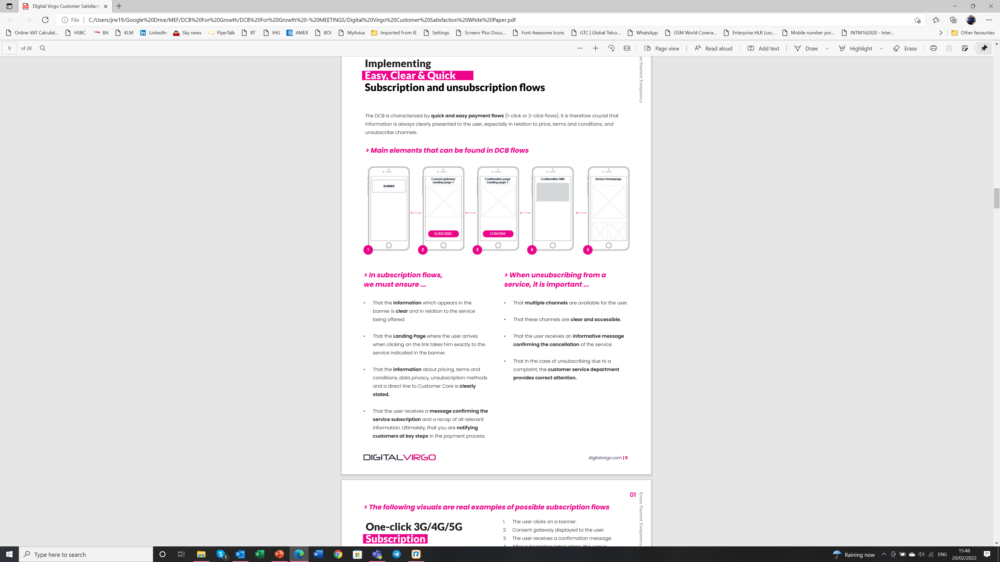 Digital Virgo Customer Satisfacti
File
C:/Users/jrw19/Google%20Drive/MEF/DCB%20For%20Growth/DCB%20For%20Growth%20-%20MEETINGS/Digital%20Virgo%20Customer%20Satisfaction%20White%20Paper.pdf
Online VAT Calculat... HSBC BA KLM LinkedIn Sky news FlyerTalk BT IHG AMEX BOI MyAviva Imported From IE Settings Screenr Plus Docu... Font Awesome Icons GTC | Global Telco... WhatsApp GSM World Covera... Enterprise HLR Loo... Mobile number por... INTM162020 - Inter... Other favourites
9 of 28 Page view Read aloud Add text Draw Highlight Erase
Implementing
Easy, Clear & Quick
Subscription and unsubscription flows
ure Payment Transparency
The DCB is characterized by quick and easy payment flows (1-click or 2-click flows). It is therefore crucial that
information is always clearly presented to the user, especially in relation to price, terms and conditions, and
unsubscribe channels.
> Main elements that can be found in DCB flows
BANNER
1
Consent gateway
Landing page 1
SUBSCRIBE
2
Confirmation page
Landing page 1
CONFIRM
3
Confirmation SMS
4
Service homepage
5
> In subscription flows,
we must ensure ...
• That the information which appears in the
banner is clear and in relation to the service
being offered.
• That the Landing Page where the user arrives
when clicking on the link takes him exactly to the
service indicated in the banner.
• That the information about pricing, terms and
conditions, data privacy, unsubscription methods
and a direct line to Customer Care is clearly
stated.
• That the user receives a message confirming the
service subscription and a recap of all relevant
information. Ultimately, that you are notifying
customers at key steps in the payment process.
> When unsubscribing from a
service, it is important ...
• That multiple channels are available for the user.
• That these channels are clear and accessible.
• That the user receives an informative message
confirming the cancellation of the service.
• That in the case of unsubscribing due to a
complaint, the customer service department
provides correct attention.
DIGITAL VIRGO
digitalvirgo.com | 9
01
Ensure Payment Transparency
> The following visuals are real examples of possible subscription flows
One-click 3G/4G/5G
Subscription
1. The user clicks on a banner.
2. Consent gateway displayed to the user.
3. The user receives a confirmation message.
4. After subscription takes place, the user is
Type here to search
1
Raining now
ENG
15:48
20/02/2022